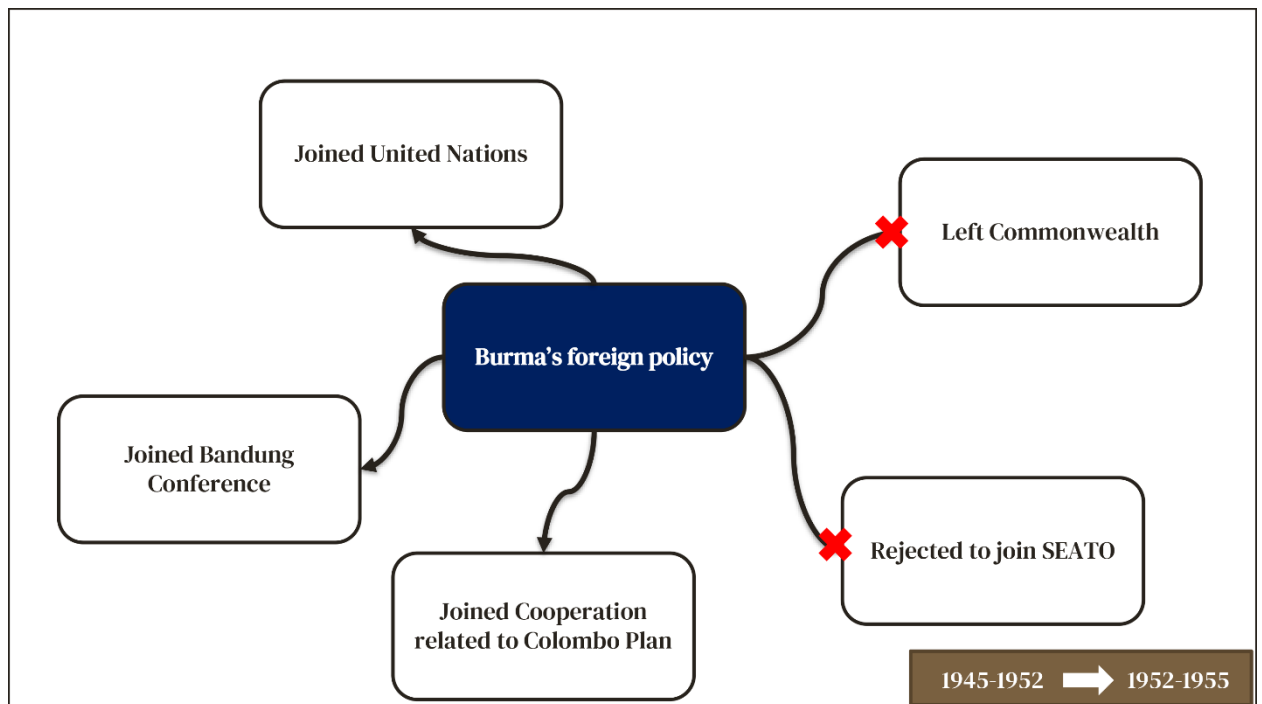 Joined United Nations
Left Commonwealth
Burma’s foreign policy
Joined Bandung
Conference
Rejected to join SEATO
Joined Cooperation
related to Colombo Plan
1945-1952
1952-1955